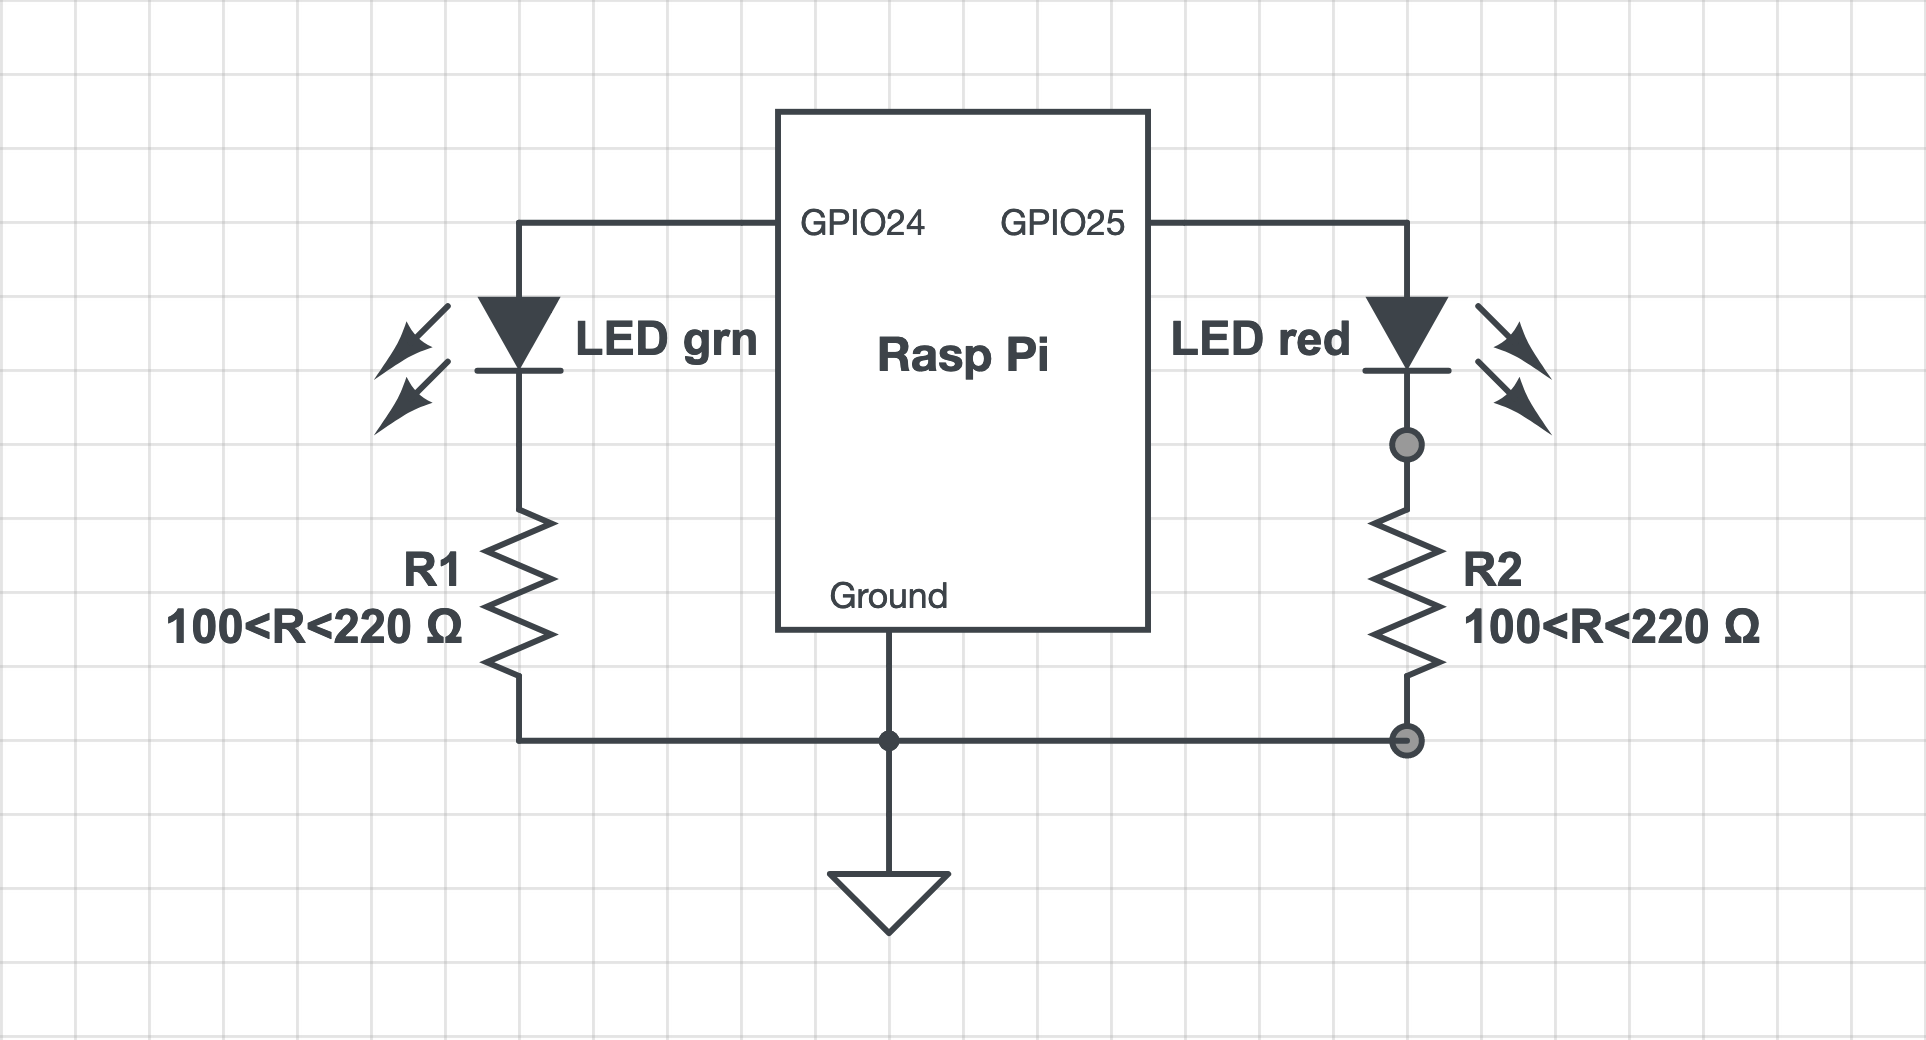 GPIO24
GPIO25
LED grn
Rasp Pi
LED red
R1
100<R<220 Ω
Ground
R2
100<R<220 Ω